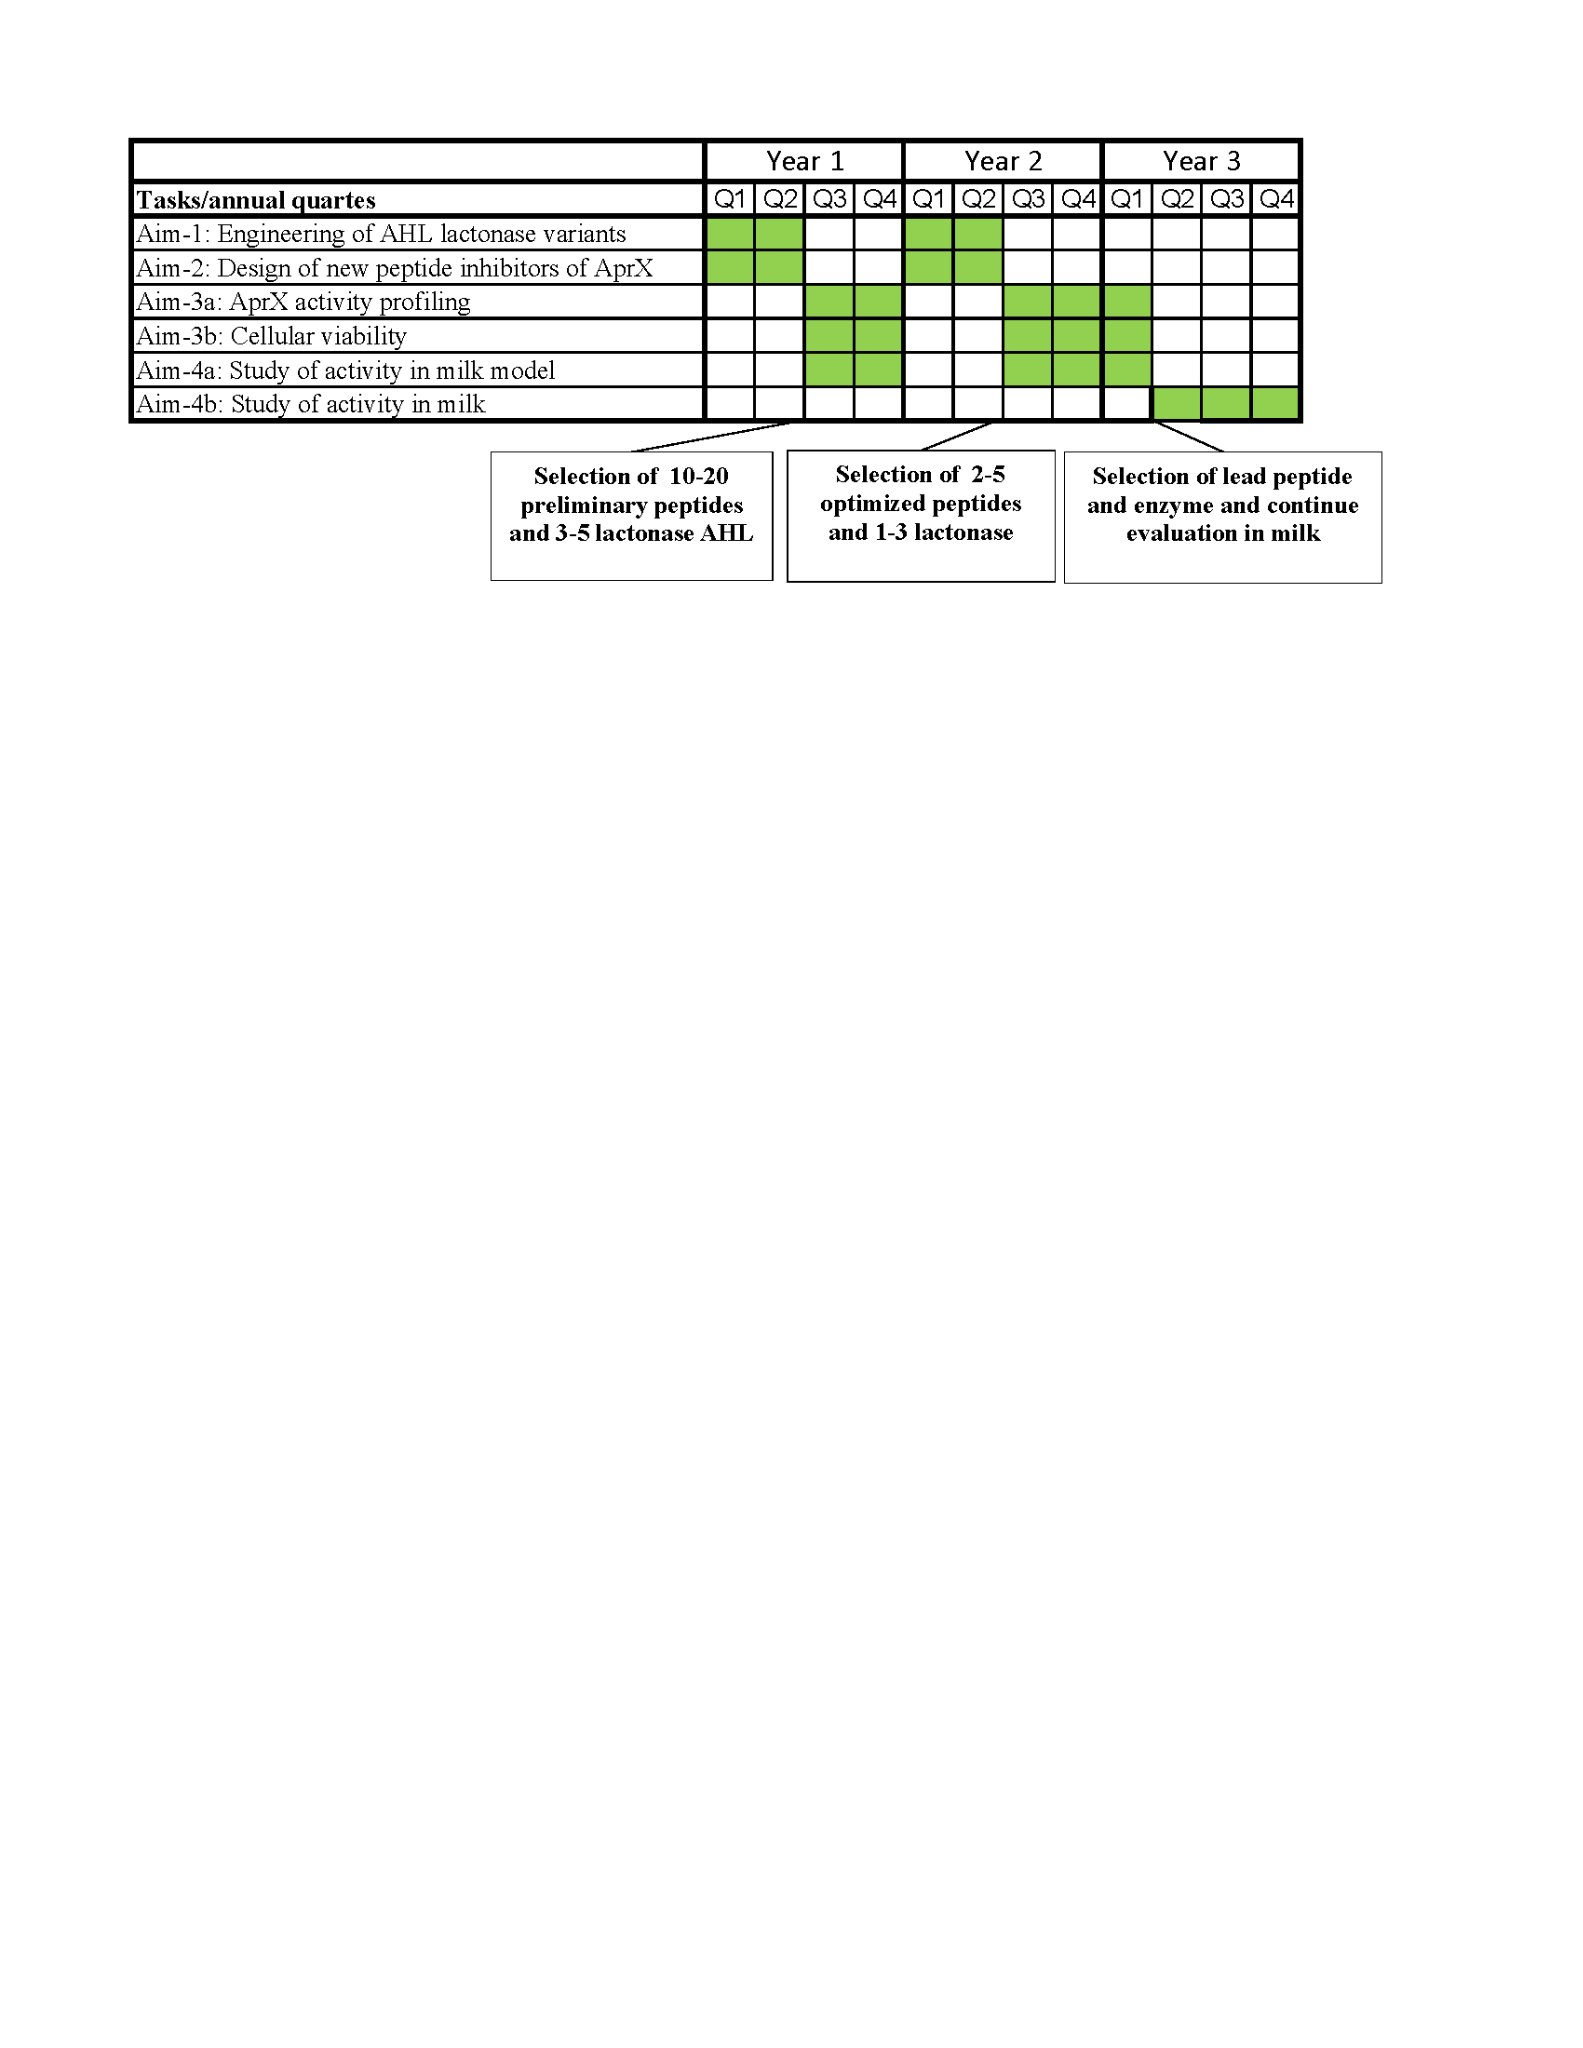 Year 1 Year 2 Year 3
Tasks/annual quartes Q1 Q2 Q3 Q4 Q1 Q2 Q3 Q4 Q1 Q2 Q3 Q4
Aim-1: Engineering of AHL lactonase variants
Aim-2: Design of new peptide inhibitors of AprX
Aim-3a: AprX activity profiling
Aim-3b: Cellular viability
Aim-4a: Study of activity in milk model
Aim-4b: Study of activity in milk
Selection of 10-20
preliminary peptides
and 3-5 lactonase AHL
Selection of 2-5
optimized peptides
and 1-3 lactonase
Selection of lead peptide
and enzyme and continue
evaluation in milk